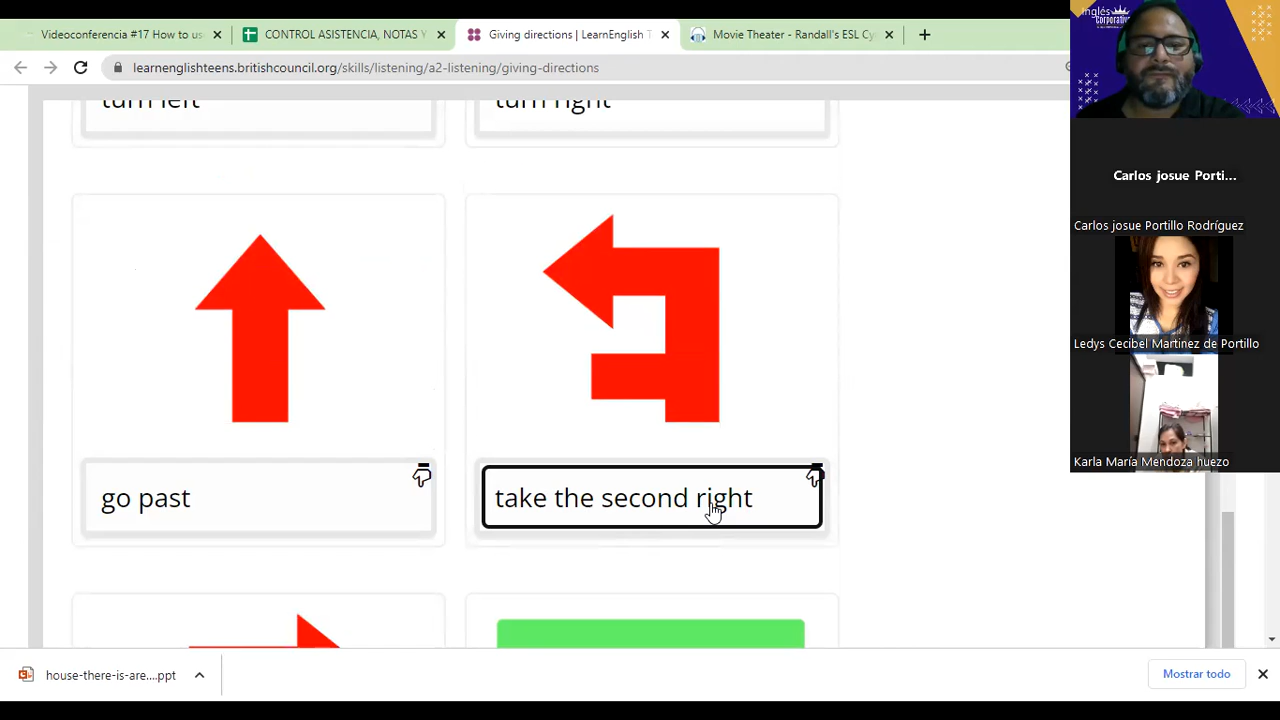 Videoconferencia #17 How to us
CONTROL ASISTENCIA, NOTAS Y
Giving directions | LearnEnglish T
Movie Theater - Randall's ESL Cy
learnenglishteens.britishcouncil.org/skills/listening/a2-listening/giving-directions
Inglés
Corporativo
turn left
turn right
Carlos josue Porti...
Carlos josue Portillo Rodríguez
Ledys Cecibel Martinez de Portillo
Karla María Mendoza huezo
go past
take the second right
house-there-is-are....ppt
Mostrar todo